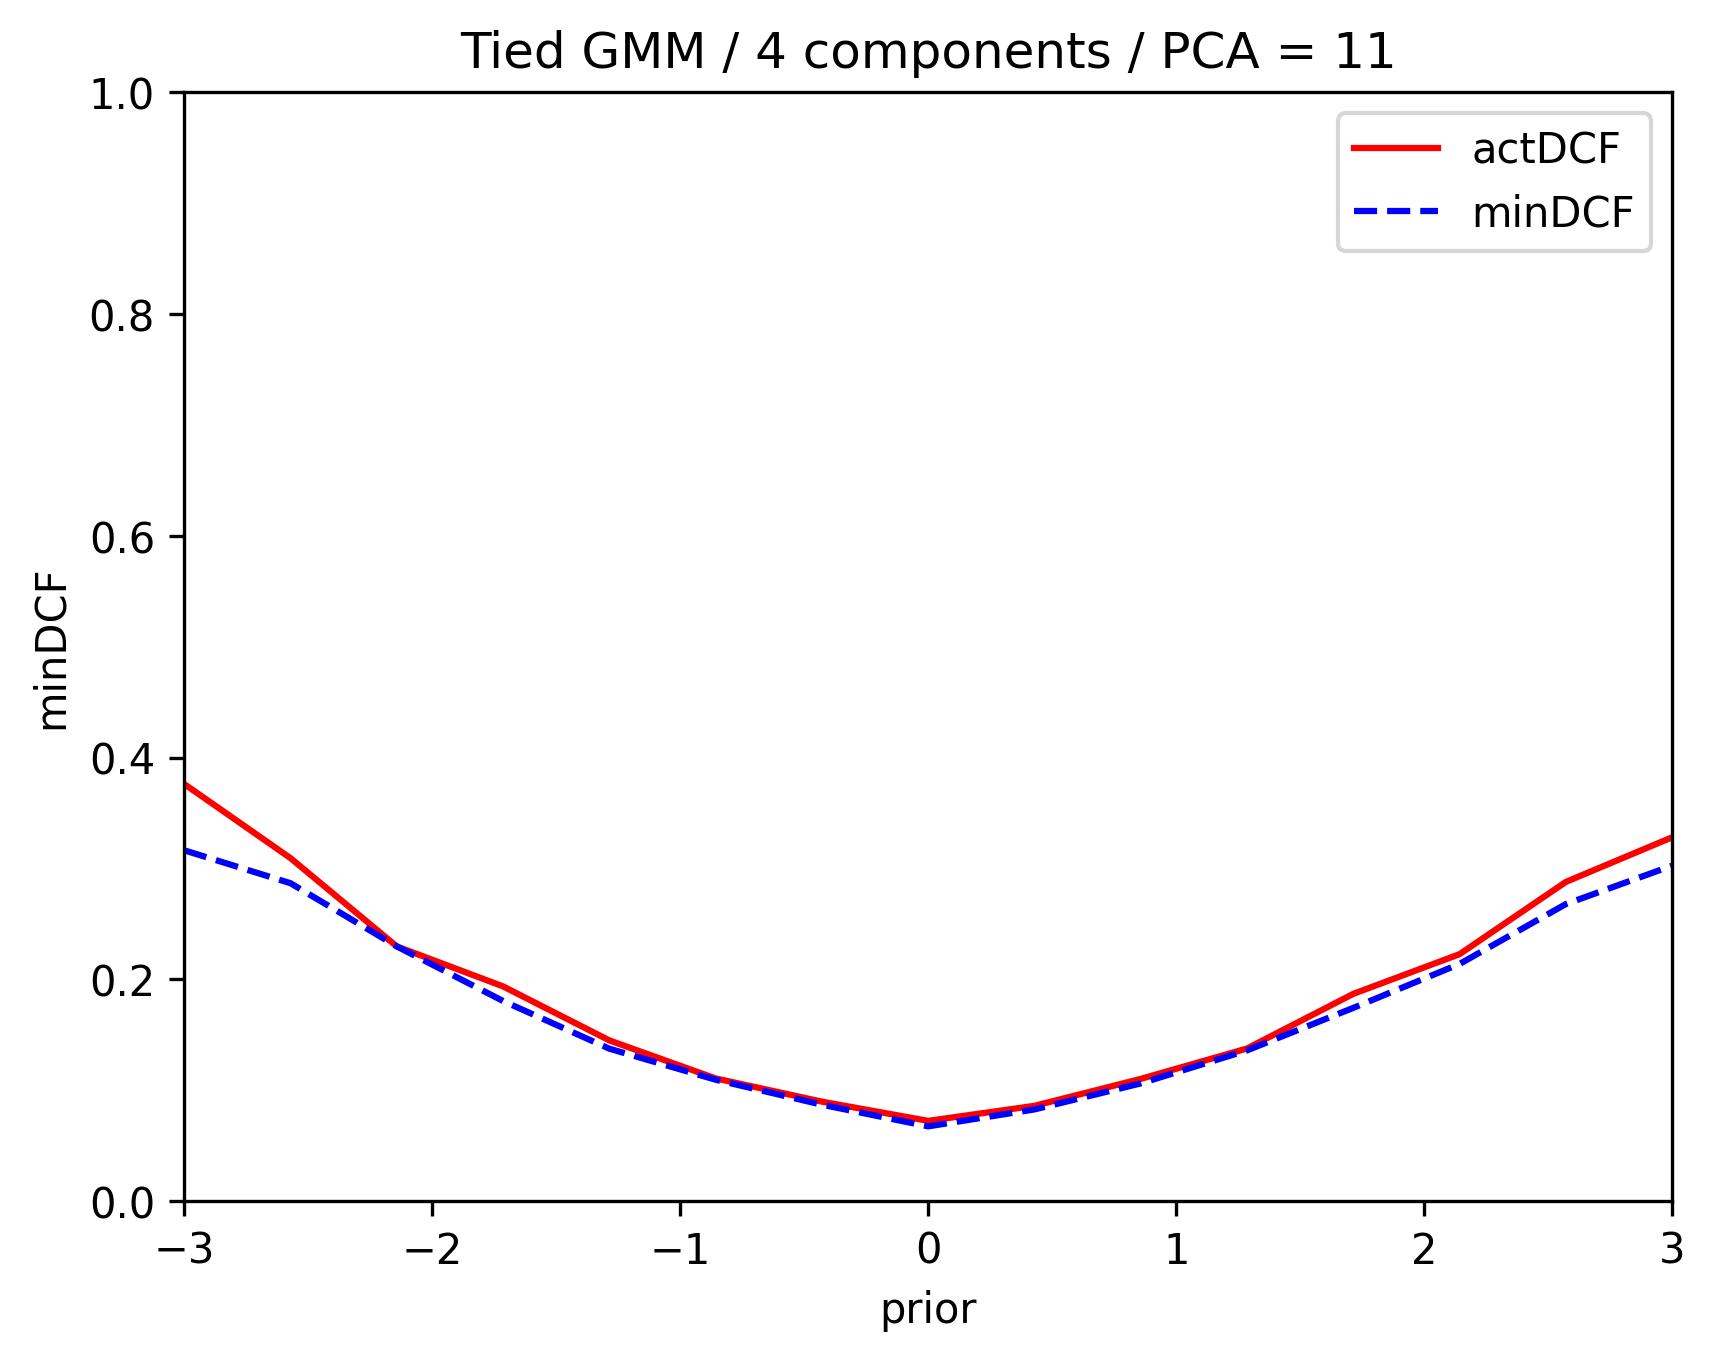 Tied GMM / 4 components / PCA = 11
1.0
0.8
0.6
0.4
0.2
0.0
minDCF
actDCF
minDCF
−3
−2
−1
0
1
2
3
prior